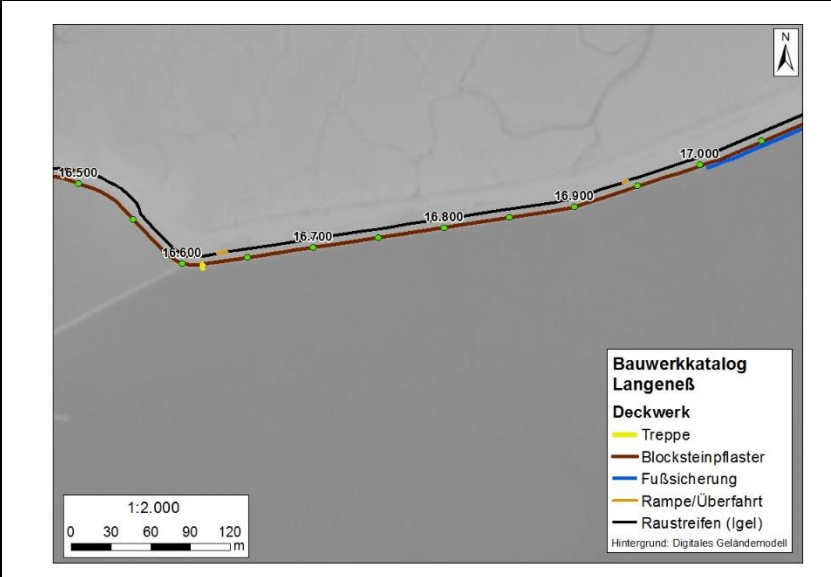 N
16.500
17.000
16.900
16.800
16.700
16.600
Bauwerkkatalog
Langeneß
Deckwerk
Treppe
Blocksteinpflaster
Fußsicherung
Rampe/Überfahrt
Raustreifen (Igel)
Hintergrund: Digitales Geländemodell
1:2.000
0 30 60 90 120
m